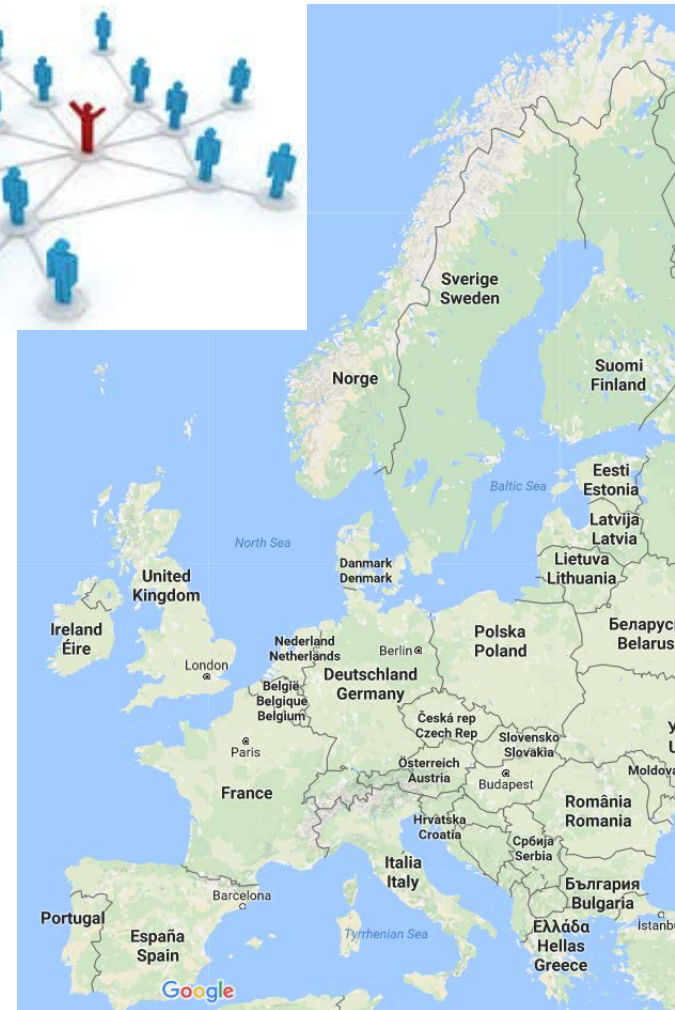 Sverige
Sweden
Norge
Suomi
Finland
Eesti
Estonia
Baltic Sea
Latvija
Latvia
North Sea
Danmark
Denmark
Lietuva
Lithuania
United
Kingdom
Ireland
Éire
Nederland
Netherlands
Berlin
Polska
Poland
Беларусь
Belarus
London
België
Belgique
Belgium
Deutschland
Germany
Česká rep
Czech Rep
Slovensko
Slovakia
Paris
Österreich
Austria
Budapest
Moldova
France
România
Romania
Hrvatska
Croatia
Србија
Serbia
Italia
Italy
Barcelona
България
Bulgaria
Portugal
España
Spain
Tyrrhenian Sea
Ελλάδα
Hellas
Greece
Istanb
Google